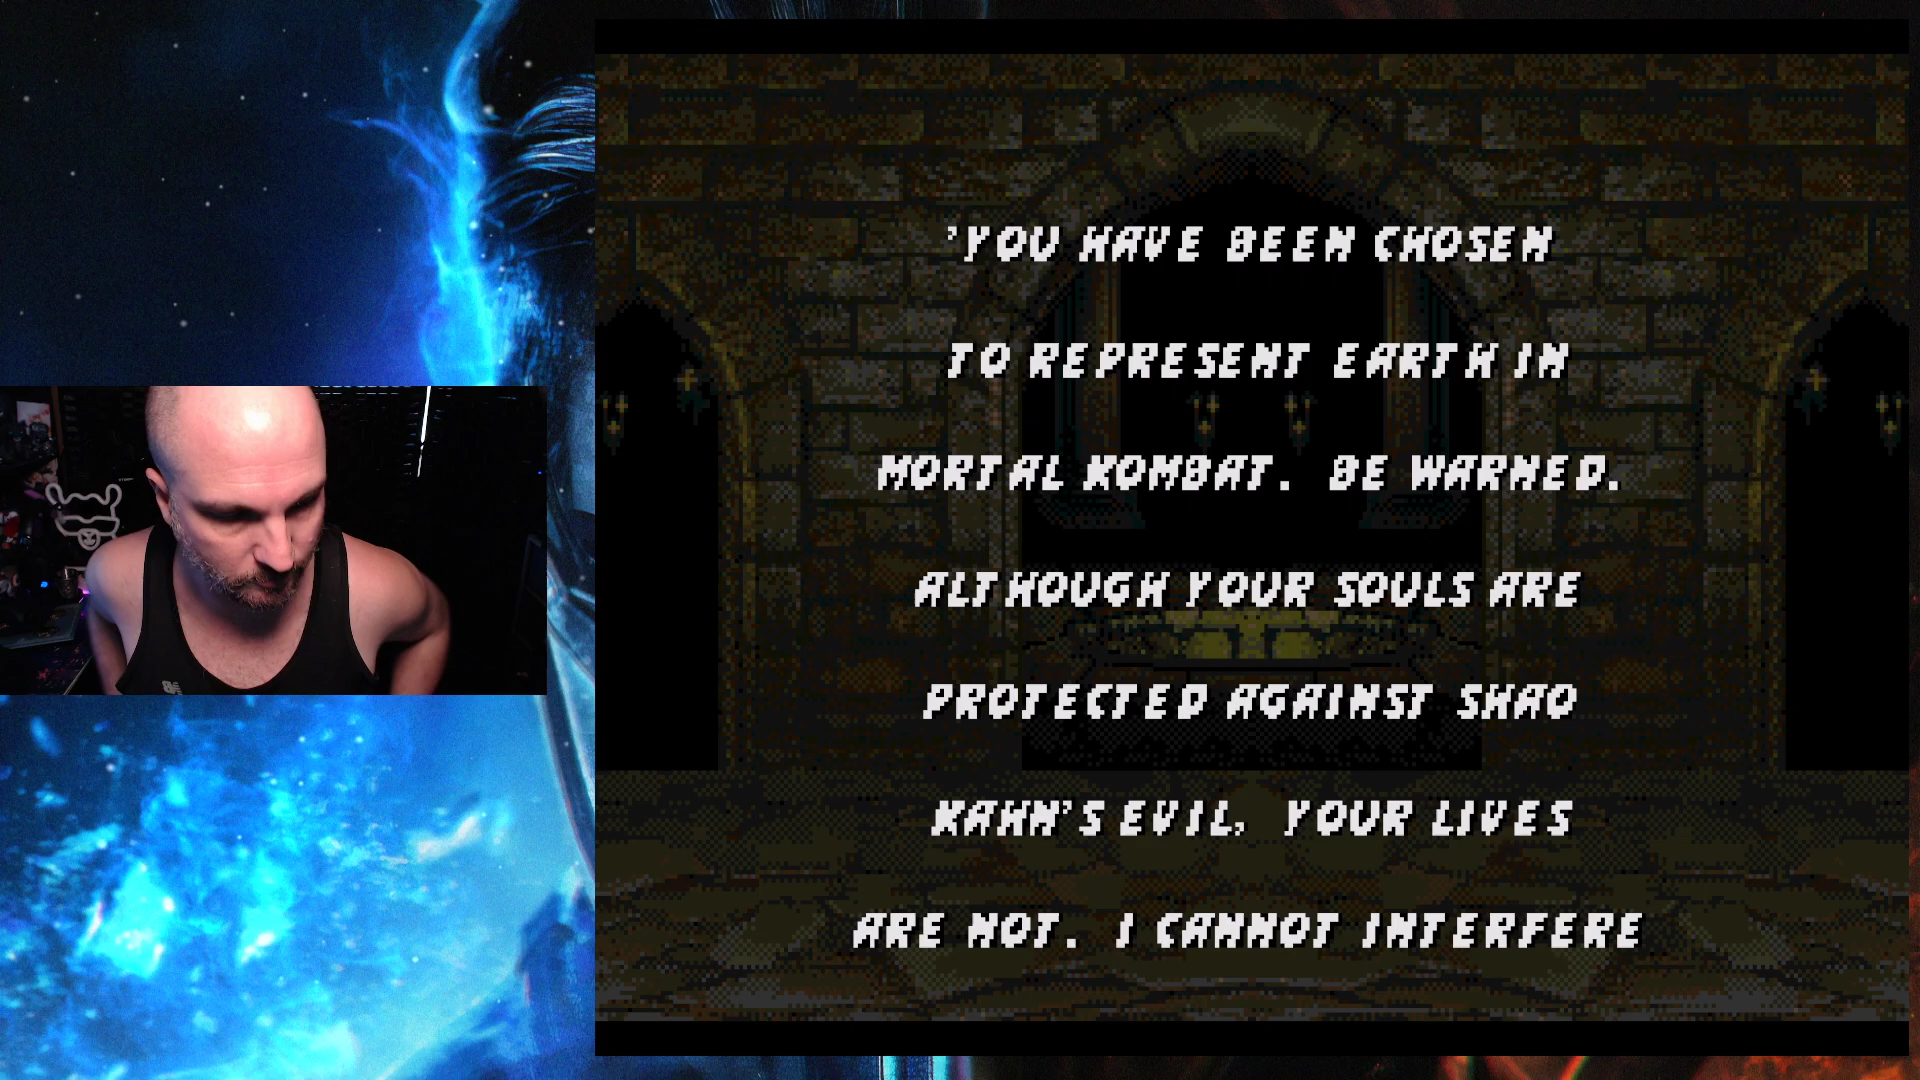 'YOU HAVE BEEN CHOSEN
TO REPRESENT EARTH IN
MORTAL KOMBAT.  BE WARNED.
ALTHOUGH YOUR SOULS ARE
PROTECTED AGAINST SHAO
KAHN'S EVIL,  YOUR LIVES
ARE NOT.  I CANNOT INTERFERE